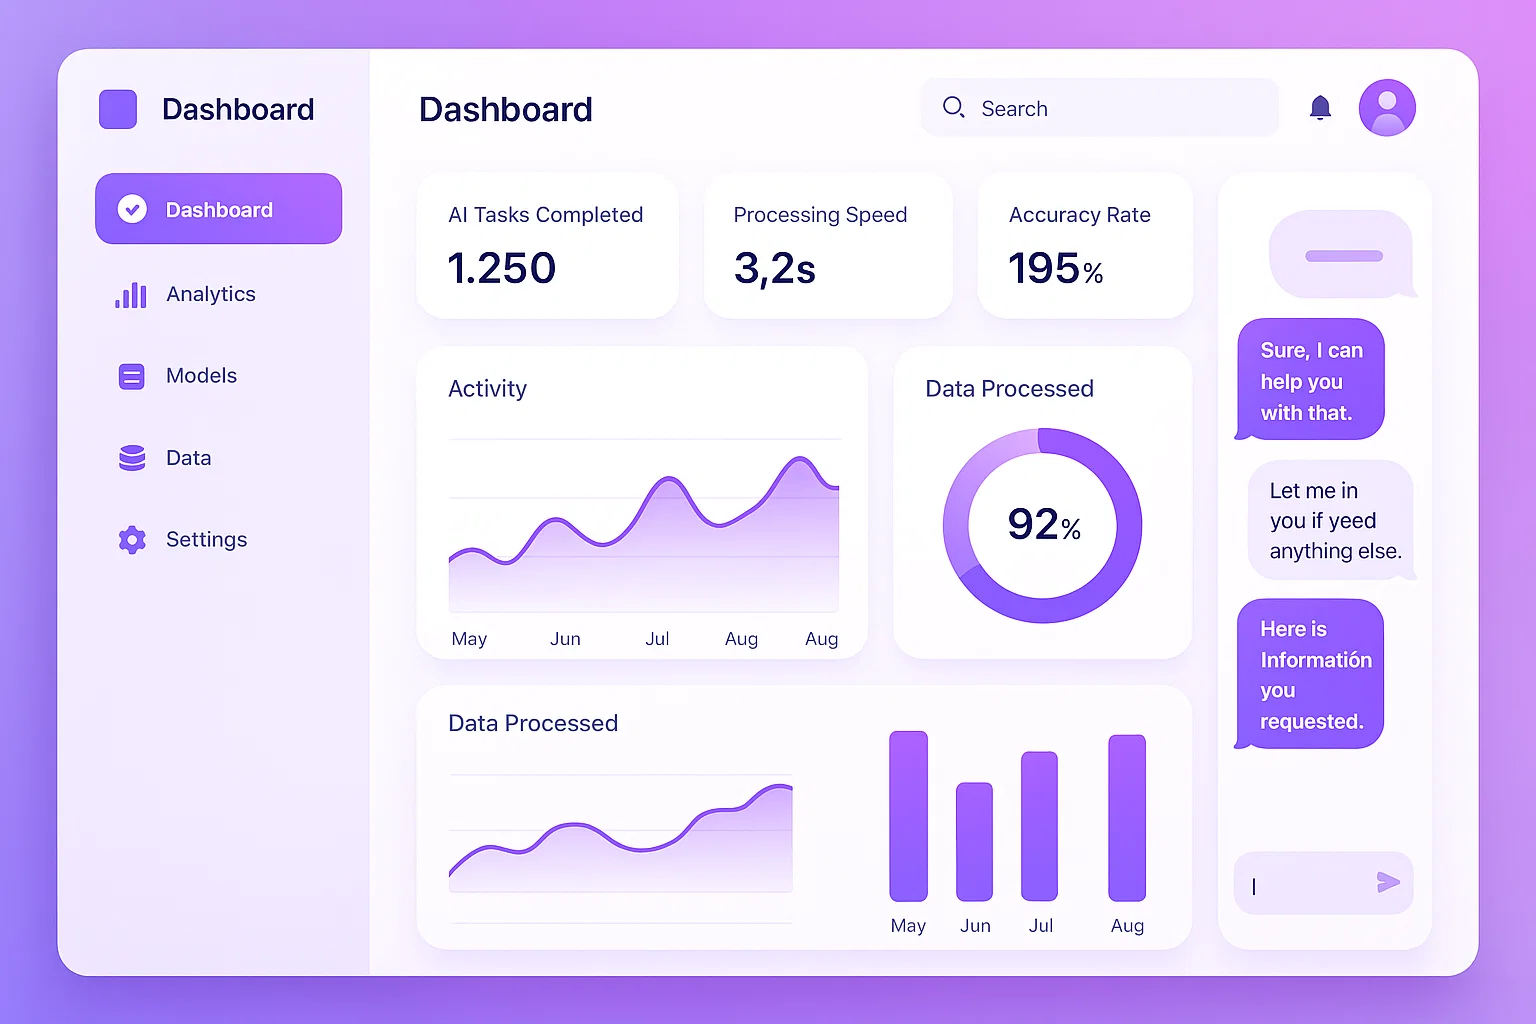 Dashboard
Dashboard
Analytics
Models
Data
Settings
Dashboard
Search
AI Tasks Completed
1.250
Processing Speed
3,2s
Accuracy Rate
195%
Activity
May Jun Jul Aug Aug
Data Processed
92%
Data Processed
May Jun Jul Aug
Sure, I can
help you
with that.
Let me in
you if yeed
anything else.
Here is
Informatión
you
requested.